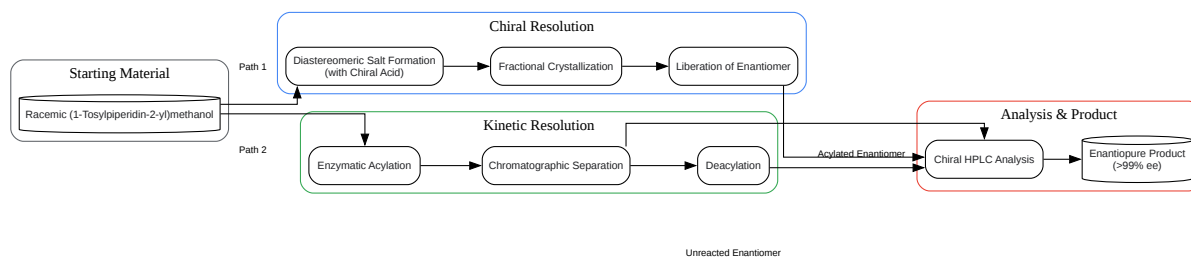 Chiral Resolution
Diastereomeric Salt Formation
(with Chiral Acid)
Fractional Crystallization
Liberation of Enantiomer
Path 1
Starting Material
Racemic (1-Tosylpiperidin-2-yl)methanol
Path 2
Kinetic Resolution
Enzymatic Acylation
Chromatographic Separation
Deacylation
Acylated Enantiomer
Unreacted Enantiomer
Analysis & Product
Chiral HPLC Analysis
Enantiopure Product
(>99% ee)